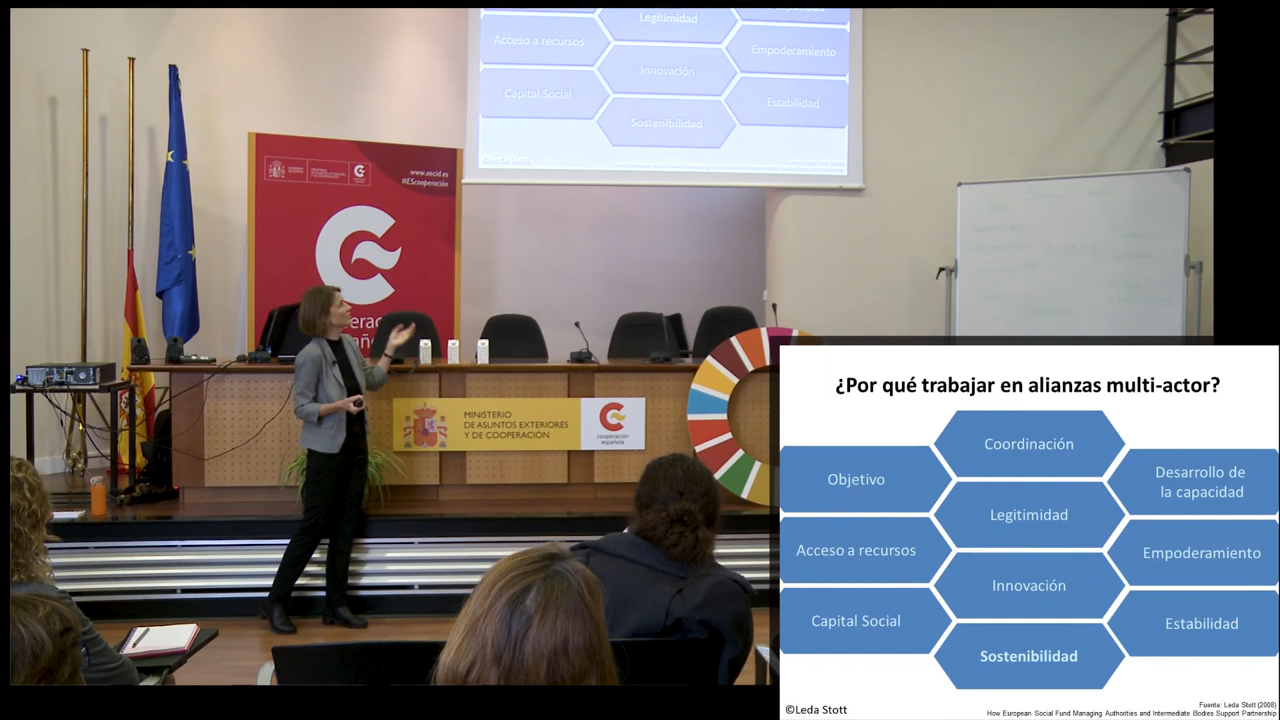 Legitimidad
Acceso a recursos
Empoderamiento
Innovación
Capital Social
Estabilidad
Sostenibilidad
©Leda Stott
www.aecid.es
#EScooperación
MINISTERIO
DE ASUNTOS EXTERIORES
Y DE COOPERACIÓN
cooperación
española
¿Por qué trabajar en alianzas multi-actor?
Coordinación
Objetivo
Desarrollo de
la capacidad
Legitimidad
Acceso a recursos
Empoderamiento
Innovación
Capital Social
Estabilidad
Sostenibilidad
©Leda Stott
Fuente: Leda Stott (2008)
How European Social Fund Managing Authorities and Intermediate Bodies Support Partnership